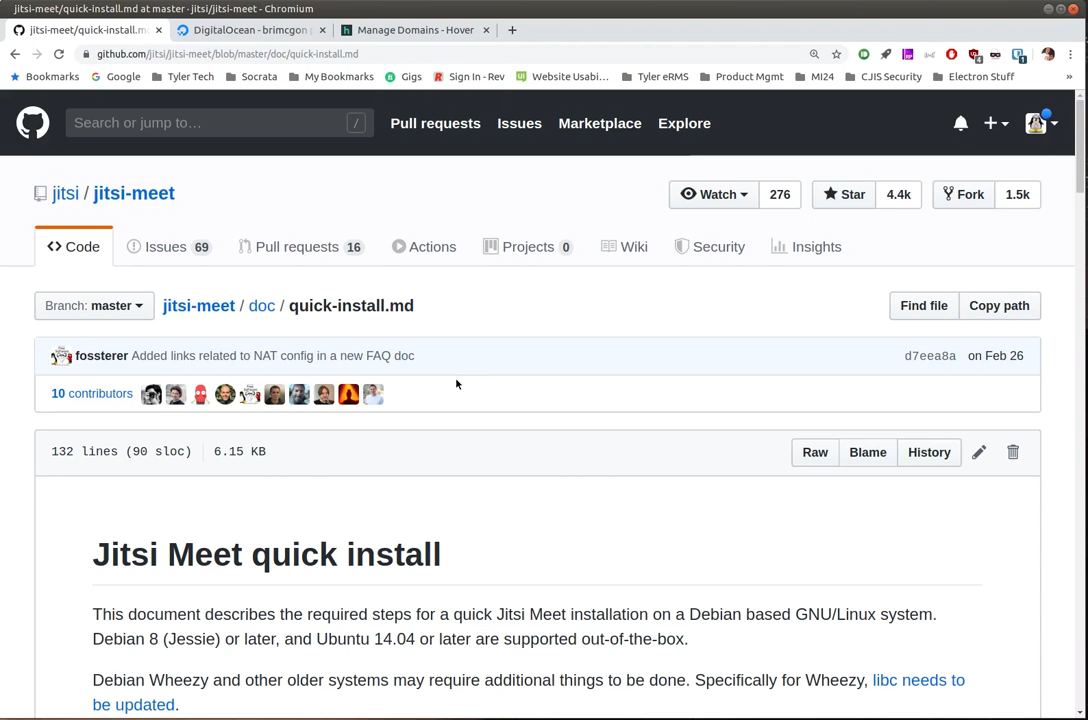 jitsi-meet/quick-install.md at master · jitsi/jitsi-meet - Chromium
jitsi-meet/quick-install.m
DigitalOcean - brimcgon
Manage Domains - Hover
github.com/jitsi/jitsi-meet/blob/master/doc/quick-install.md
Bookmarks Google Tyler Tech Socrata My Bookmarks Gigs Sign In - Rev Website Usabi... Tyler eRMS Product Mgmt MI24 CJIS Security Electron Stuff »
Search or jump to… / Pull requests Issues Marketplace Explore
jitsi / jitsi-meet Watch 276 Star 4.4k Fork 1.5k
Code Issues 69 Pull requests 16 Actions Projects 0 Wiki Security Insights
Branch: master jitsi-meet / doc / quick-install.md Find file Copy path
fossterer Added links related to NAT config in a new FAQ doc d7eea8a on Feb 26
10 contributors
132 lines (90 sloc) 6.15 KB Raw Blame History
Jitsi Meet quick install
This document describes the required steps for a quick Jitsi Meet installation on a Debian based GNU/Linux system.
Debian 8 (Jessie) or later, and Ubuntu 14.04 or later are supported out-of-the-box.
Debian Wheezy and other older systems may require additional things to be done. Specifically for Wheezy, libc needs to
be updated.